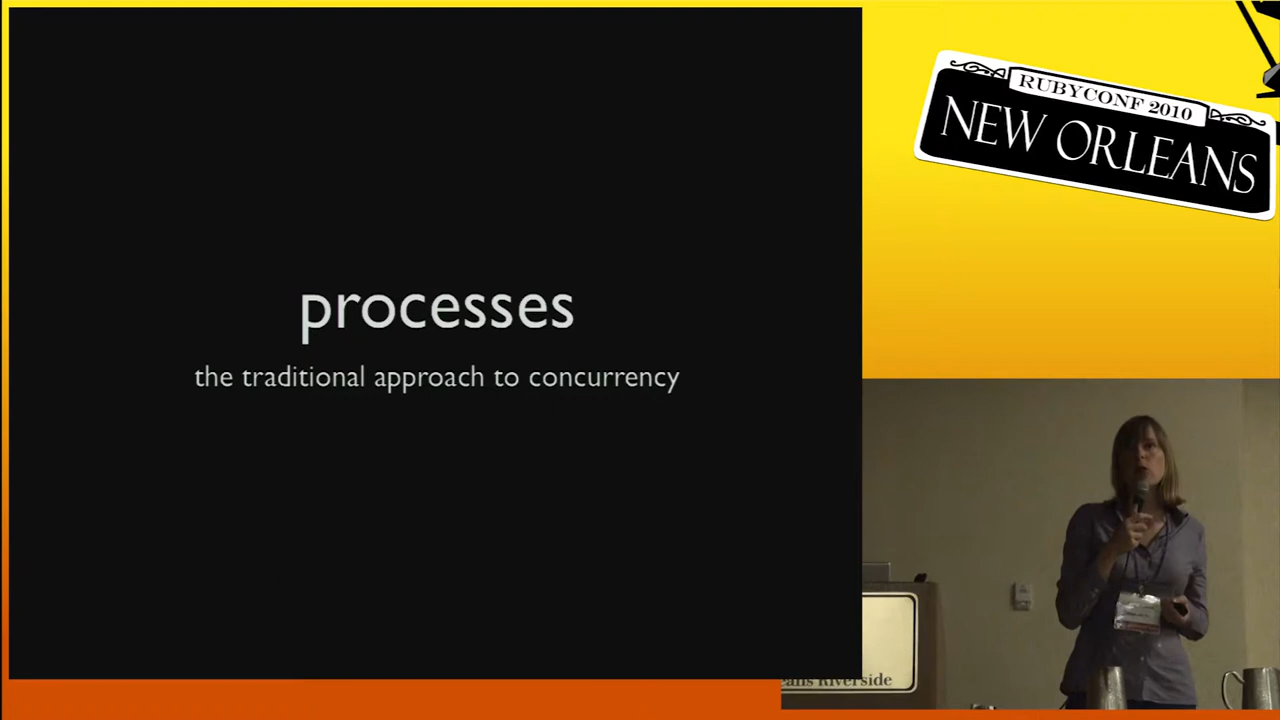 processes
the traditional approach to concurrency
RUBYCONF 2010
NEW ORLEANS
Riverside